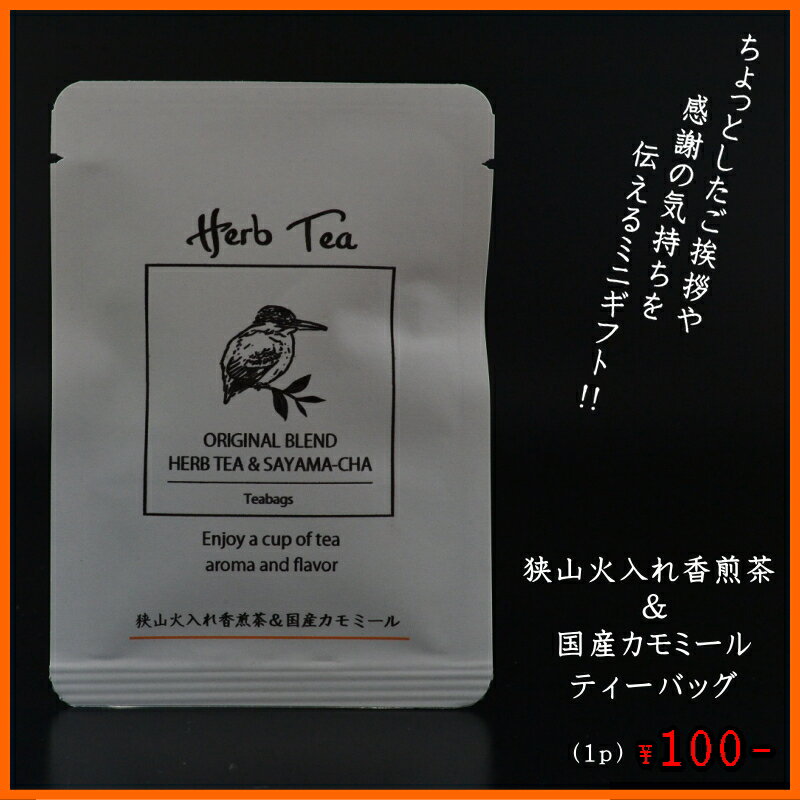 ちょっとしたご挨拶や
感謝の気持ちを
伝えるミニギフト!!
Herb Tea
ORIGINAL BLEND
HERB TEA & SAYAMA-CHA
Teabags
Enjoy a cup of tea
aroma and flavor
狭山火入れ香煎茶&国産カモミール
狭山火入れ香煎茶
&
国産カモミール
ティーバッグ
(1p) ¥100-